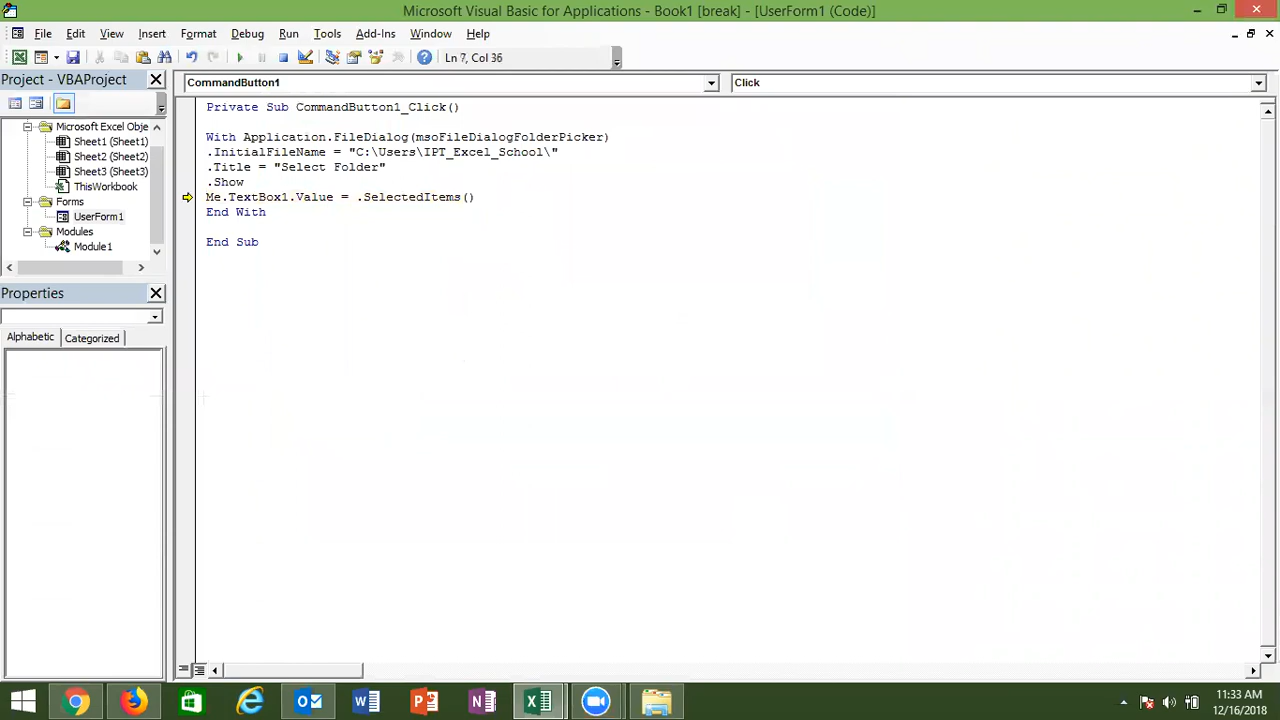 Microsoft Visual Basic for Applications - Book1 [break] - [UserForm1 (Code)]
File Edit View Insert Format Debug Run Tools Add-Ins Window Help
Ln 7, Col 36
Project - VBAProject
CommandButton1
Click
Microsoft Excel Obje
Sheet1 (Sheet1)
Sheet2 (Sheet2)
Sheet3 (Sheet3)
ThisWorkbook
Forms
UserForm1
Modules
Module1
Properties
Alphabetic Categorized
Private Sub CommandButton1_Click()
With Application.FileDialog(msoFileDialogFolderPicker)
.InitialFileName = "C:\Users\IPT_Excel_School\"
.Title = "Select Folder"
.Show
Me.TextBox1.Value = .SelectedItems()
End With
End Sub
11:33 AM
12/16/2018